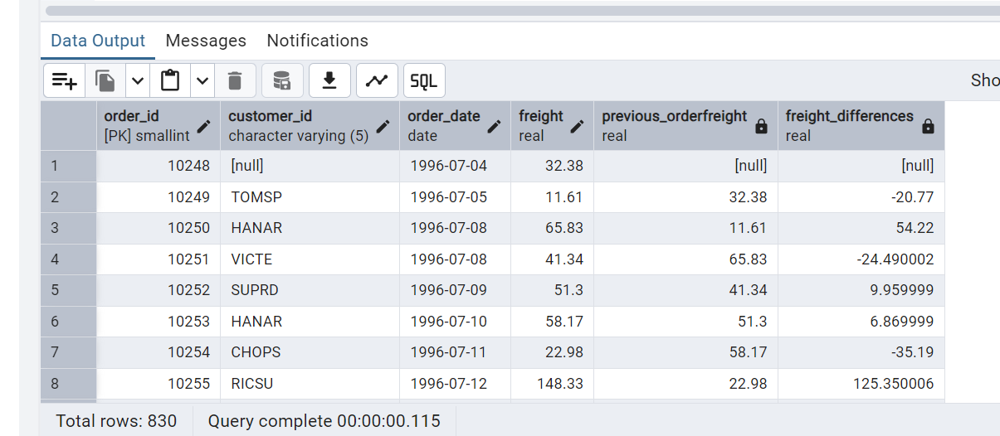 Data Output Messages Notifications
SQL Sho
order_id customer_id order_date freight previous_orderfreight freight_differences
[PK] smallint character varying (5) date real real real
1 10248 [null] 1996-07-04 32.38 [null] [null]
2 10249 TOMSP 1996-07-05 11.61 32.38 -20.77
3 10250 HANAR 1996-07-08 65.83 11.61 54.22
4 10251 VICTE 1996-07-08 41.34 65.83 -24.490002
5 10252 SUPRD 1996-07-09 51.3 41.34 9.959999
6 10253 HANAR 1996-07-10 58.17 51.3 6.869999
7 10254 CHOPS 1996-07-11 22.98 58.17 -35.19
8 10255 RICSU 1996-07-12 148.33 22.98 125.350006
Total rows: 830 Query complete 00:00:00.115